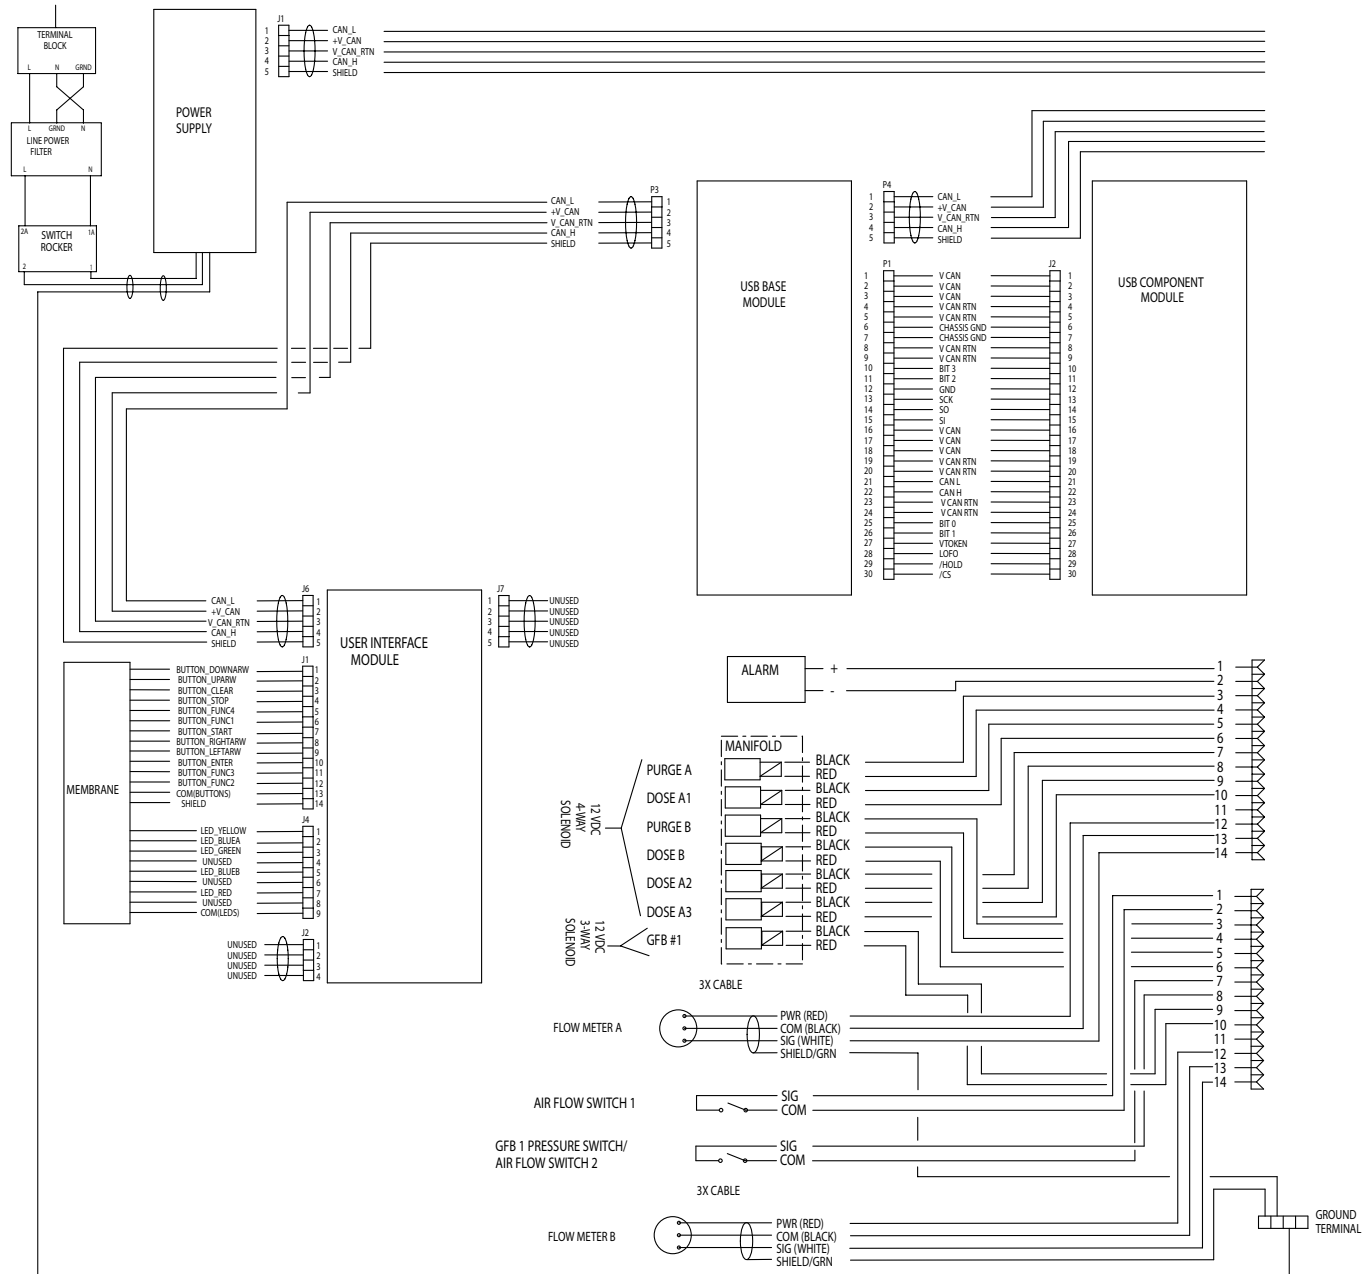 TERMINAL
BLOCK
L N GRND
L GRND N
LINE POWER
FILTER
L N
2A 1A
SWITCH
ROCKER
2 1
POWER
SUPPLY
J1
1 CAN_L
2 +V_CAN
3 V_CAN_RTN
4 CAN_H
5 SHIELD
P3
CAN_L 1
+V_CAN 2
V_CAN_RTN 3
CAN_H 4
SHIELD 5
USB BASE
MODULE
P4
1 CAN_L
2 +V_CAN
3 V_CAN_RTN
4 CAN_H
5 SHIELD
P1 J2
1 V CAN 1
2 V CAN 2
3 V CAN 3
4 V CAN RTN 4
5 V CAN RTN 5
6 CHASSIS GND 6
7 CHASSIS GND 7
8 V CAN RTN 8
9 V CAN RTN 9
10 BIT 3 10
11 BIT 2 11
12 GND 12
13 SCK 13
14 SO 14
15 SI 15
16 V CAN 16
17 V CAN 17
18 V CAN 18
19 V CAN RTN 19
20 V CAN RTN 20
21 CAN L 21
22 CAN H 22
23 V CAN RTN 23
24 V CAN RTN 24
25 BIT 0 25
26 BIT 1 26
27 VTOKEN 27
28 LOFO 28
29 /HOLD 29
30 /CS 30
USB COMPONENT
MODULE
J6
CAN_L 1
+V_CAN 2
V_CAN_RTN 3
CAN_H 4
SHIELD 5
USER INTERFACE
MODULE
J7
1 UNUSED
2 UNUSED
3 UNUSED
4 UNUSED
5 UNUSED
MEMBRANE
J1
BUTTON_DOWNARW 1
BUTTON_UPARW 2
BUTTON_CLEAR 3
BUTTON_STOP 4
BUTTON_FUNC4 5
BUTTON_FUNC1 6
BUTTON_START 7
BUTTON_RIGHTARW 8
BUTTON_LEFTARW 9
BUTTON_ENTER 10
BUTTON_FUNC3 11
BUTTON_FUNC2 12
COM(BUTTONS) 13
SHIELD 14
J4
LED_YELLOW 1
LED_BLUEA 2
LED_GREEN 3
UNUSED 4
LED_BLUEB 5
UNUSED 6
LED_RED 7
UNUSED 8
COM(LEDS) 9
J2
UNUSED 1
UNUSED 2
UNUSED 3
UNUSED 4
ALARM
+
-
MANIFOLD
12 VDC
4-WAY
SOLENOID
PURGE A
BLACK
RED
DOSE A1
BLACK
RED
PURGE B
BLACK
RED
DOSE B
BLACK
RED
DOSE A2
BLACK
RED
DOSE A3
BLACK
RED
12 VDC
3-WAY
SOLENOID
GFB #1
BLACK
RED
1
2
3
4
5
6
7
8
9
10
11
12
13
14
1
2
3
4
5
6
7
8
9
10
11
12
13
14
3X CABLE
FLOW METER A
PWR (RED)
COM (BLACK)
SIG (WHITE)
SHIELD/GRN
AIR FLOW SWITCH 1
SIG
COM
GFB 1 PRESSURE SWITCH/
AIR FLOW SWITCH 2
SIG
COM
3X CABLE
FLOW METER B
PWR (RED)
COM (BLACK)
SIG (WHITE)
SHIELD/GRN
GROUND
TERMINAL